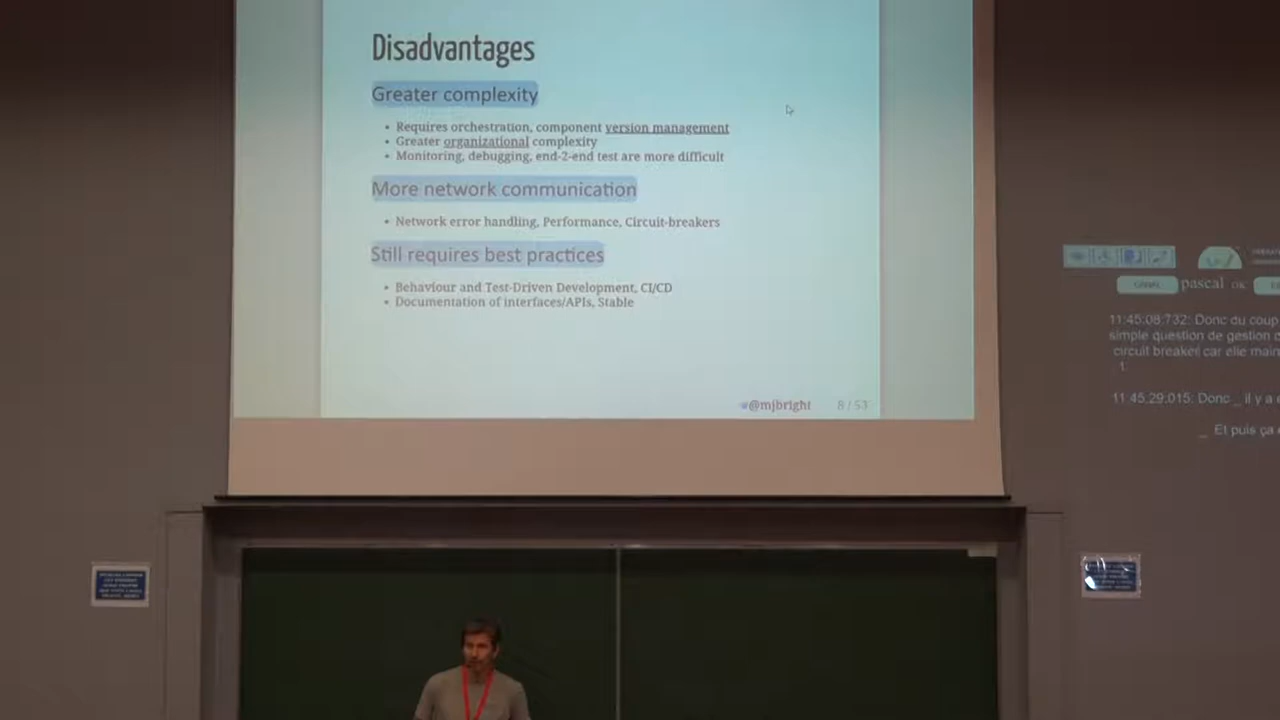 Disadvantages
Greater complexity
• Requires orchestration, component version management
• Greater organizational complexity
• Monitoring, debugging, end-2-end test are more difficult
More network communication
• Network error handling, Performance, Circuit-breakers
Still requires best practices
• Behaviour and Test-Driven Development, CI/CD
• Documentation of interfaces/APIs, Stable
@mjbright 8 / 53
CANAL pascal OK
11:45:08:732: Donc du coup
simple question de gestion
circuit breaker car elle
1
11:45:29:015: Donc _ il y a
_ Et puis ça